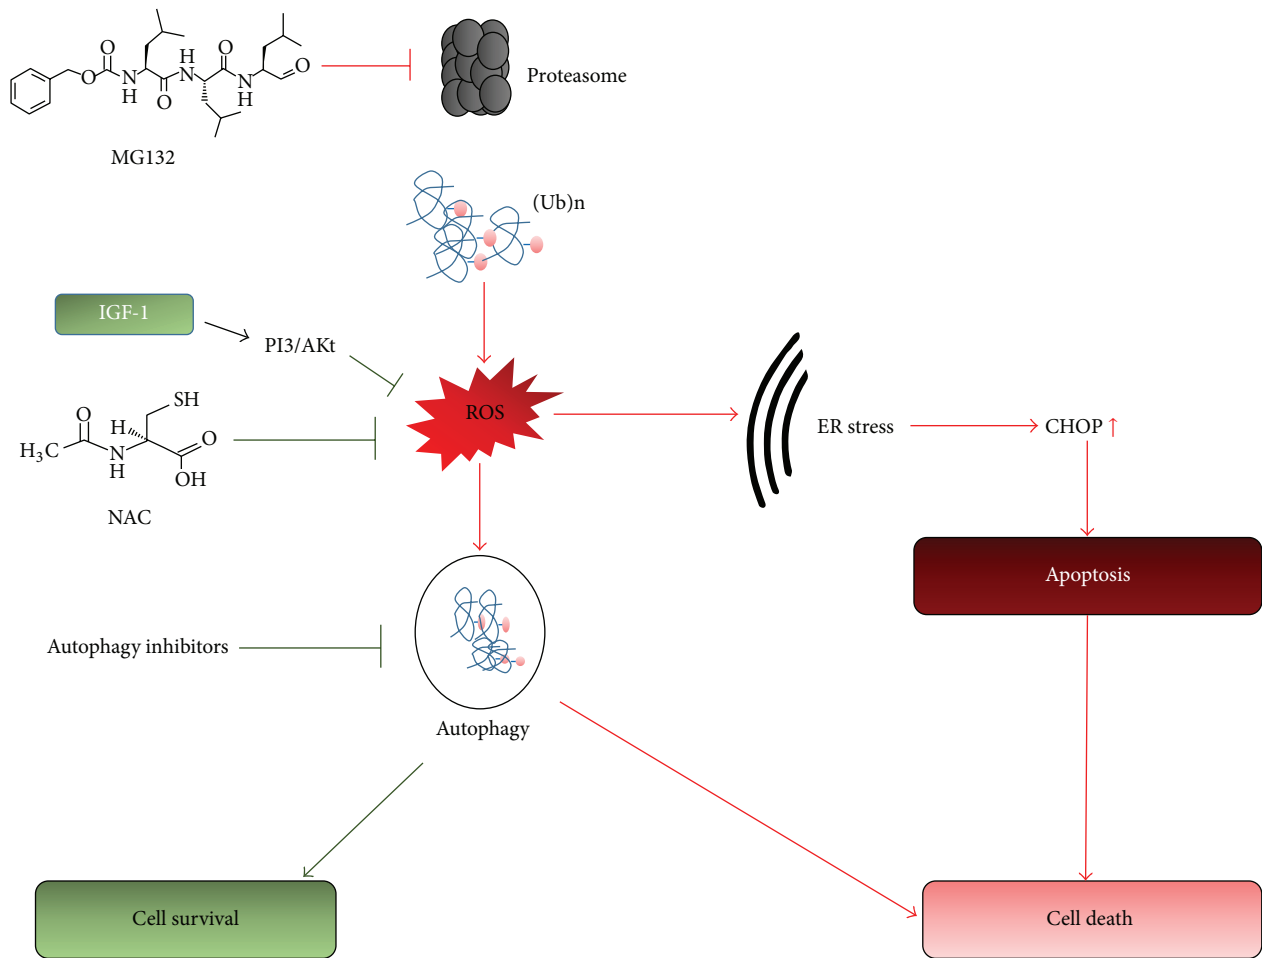 O
O
H
N
O
N
H
O
N
H
O
O
MG132
Proteasome
(Ub)n
IGF-1
PI3/AKt
ROS
SH
O
H
O
H₃C
N
H
OH
NAC
ER stress
CHOP ↑
Apoptosis
Autophagy inhibitors
Autophagy
Cell survival
Cell death